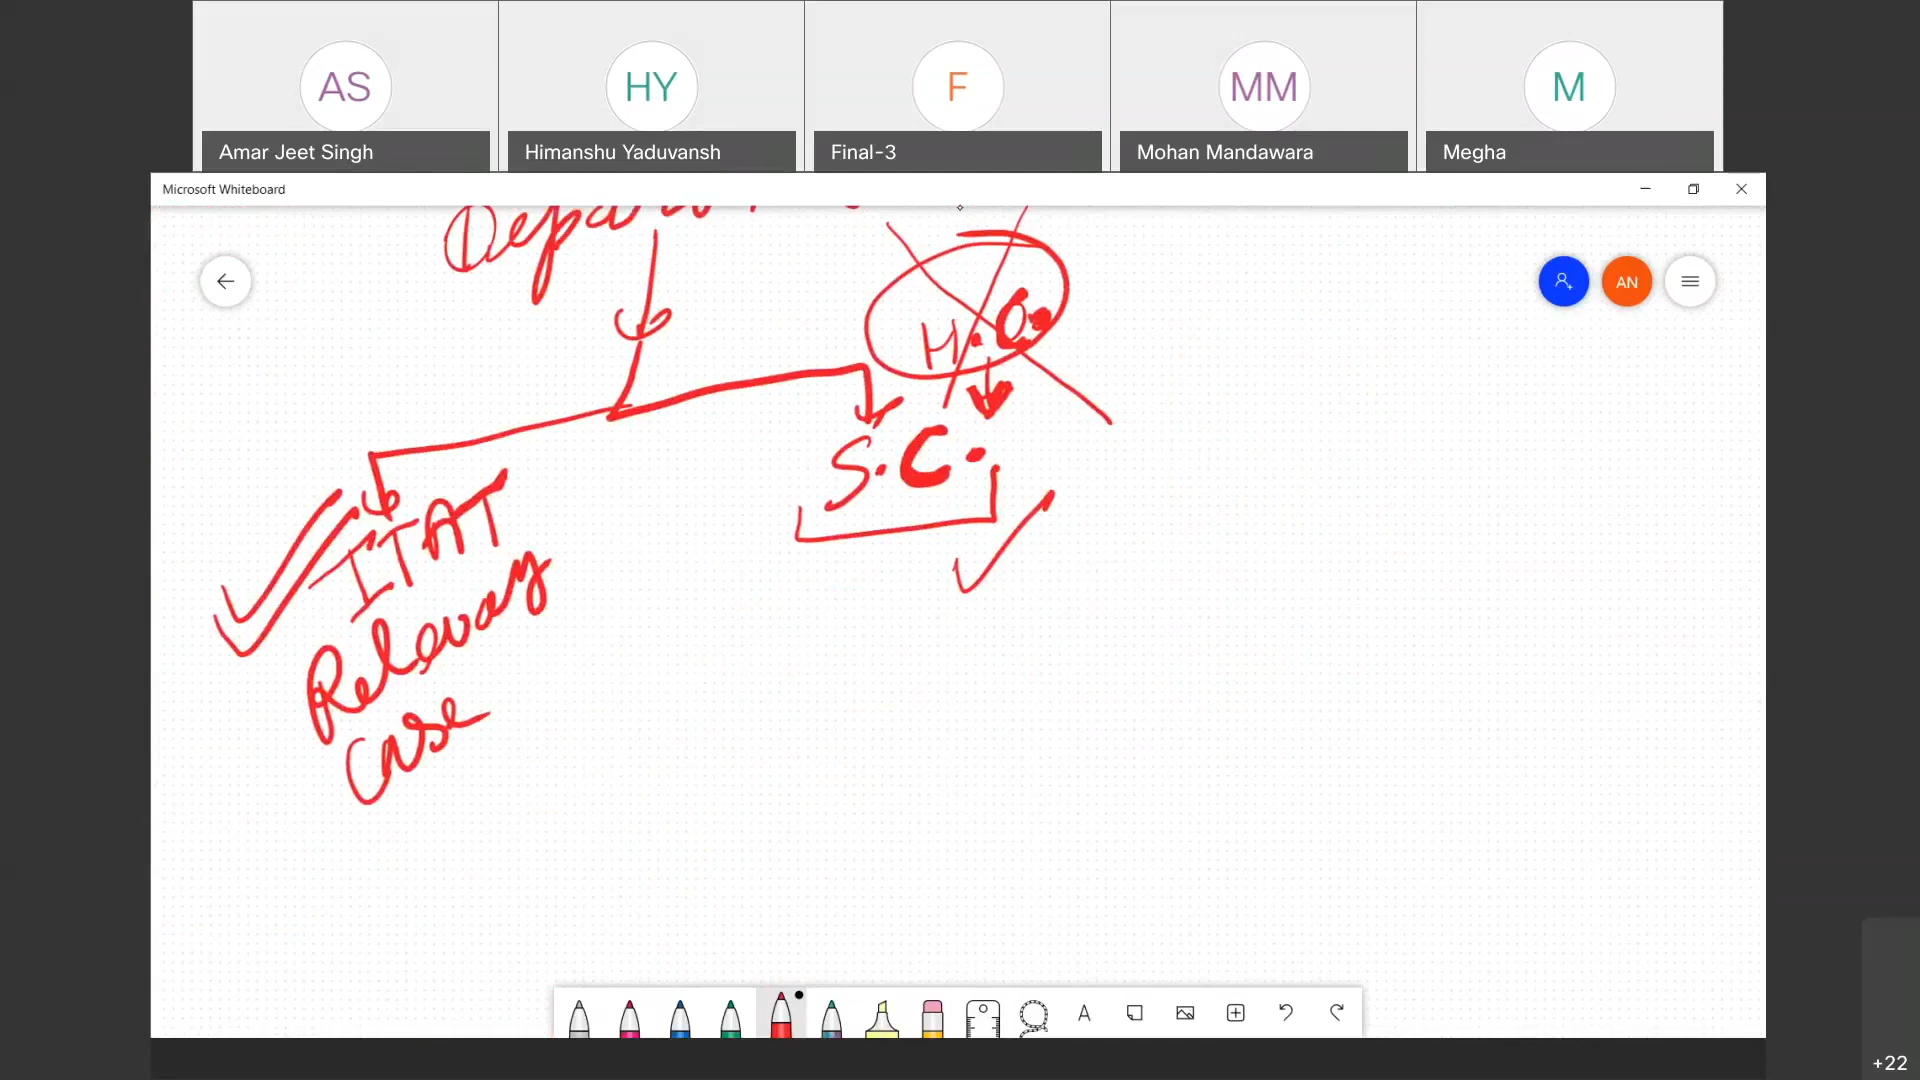 AS HY F MM M
Amar Jeet Singh Himanshu Yaduvansh Final-3 Mohan Mandawara Megha
Microsoft Whiteboard
H.C.
AN
S.C.
ITAT
Relevay
Case
A
+22